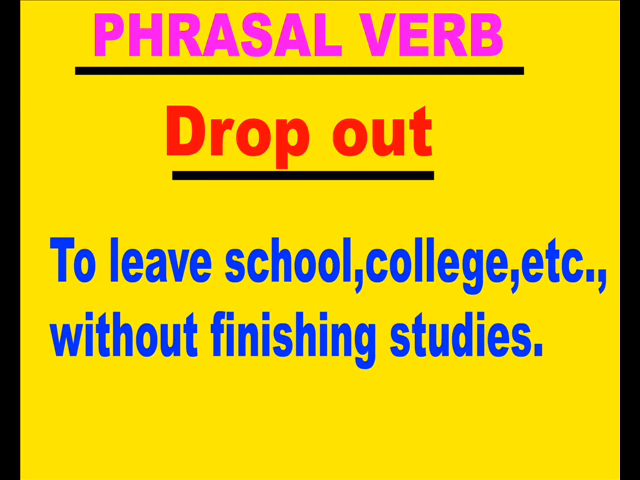 PHRASAL VERB
Drop out
To leave school,college,etc.,
without finishing studies.